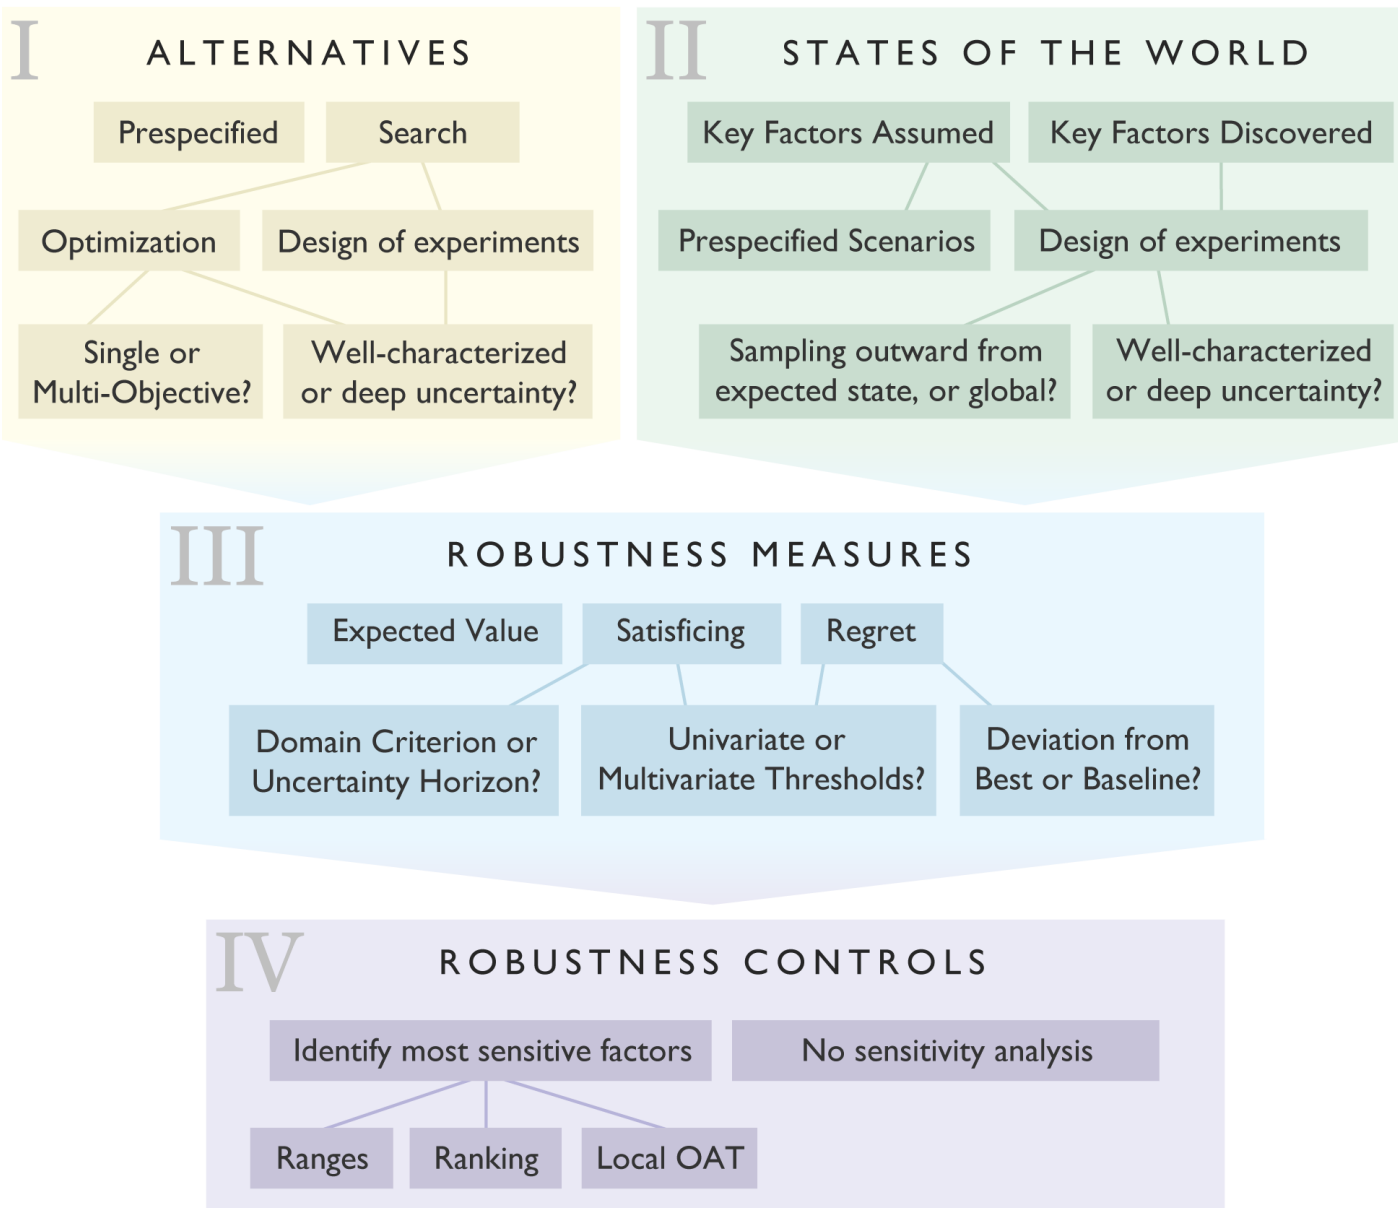 I
ALTERNATIVES
Prespecified
Search
Optimization
Design of experiments
Single or
Multi-Objective?
Well-characterized
or deep uncertainty?
II
STATES OF THE WORLD
Key Factors Assumed
Key Factors Discovered
Prespecified Scenarios
Design of experiments
Sampling outward from
expected state, or global?
Well-characterized
or deep uncertainty?
III
ROBUSTNESS MEASURES
Expected Value
Satisficing
Regret
Domain Criterion or
Uncertainty Horizon?
Univariate or
Multivariate Thresholds?
Deviation from
Best or Baseline?
IV
ROBUSTNESS CONTROLS
Identify most sensitive factors
No sensitivity analysis
Ranges
Ranking
Local OAT